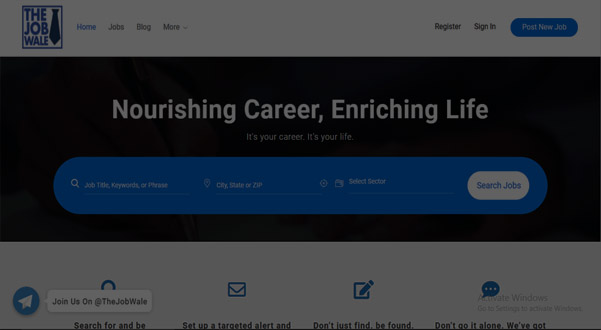 THE
JOB
WALE
Home Jobs Blog More Register Sign In Post New Job
Nourishing Career, Enriching Life
It's your career. It's your life.
Job Title, Keywords, or Phrase City, State or ZIP Select Sector Search Jobs
Join Us On @TheJobWale
Activate Windows
Go to Settings to activate Windows.
Search for and be Set up a targeted alert and Don't just find. be found. Don't go it alone. We've got